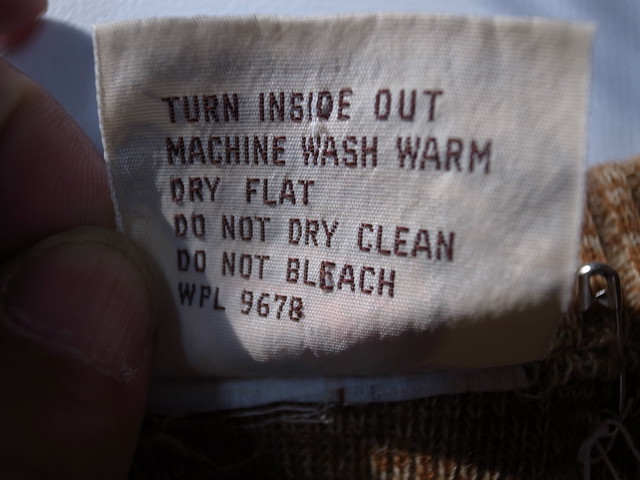 TURN INSIDE OUT
MACHINE WASH WARM
DRY FLAT
DO NOT DRY CLEAN
DO NOT BLEACH
WPL 9678